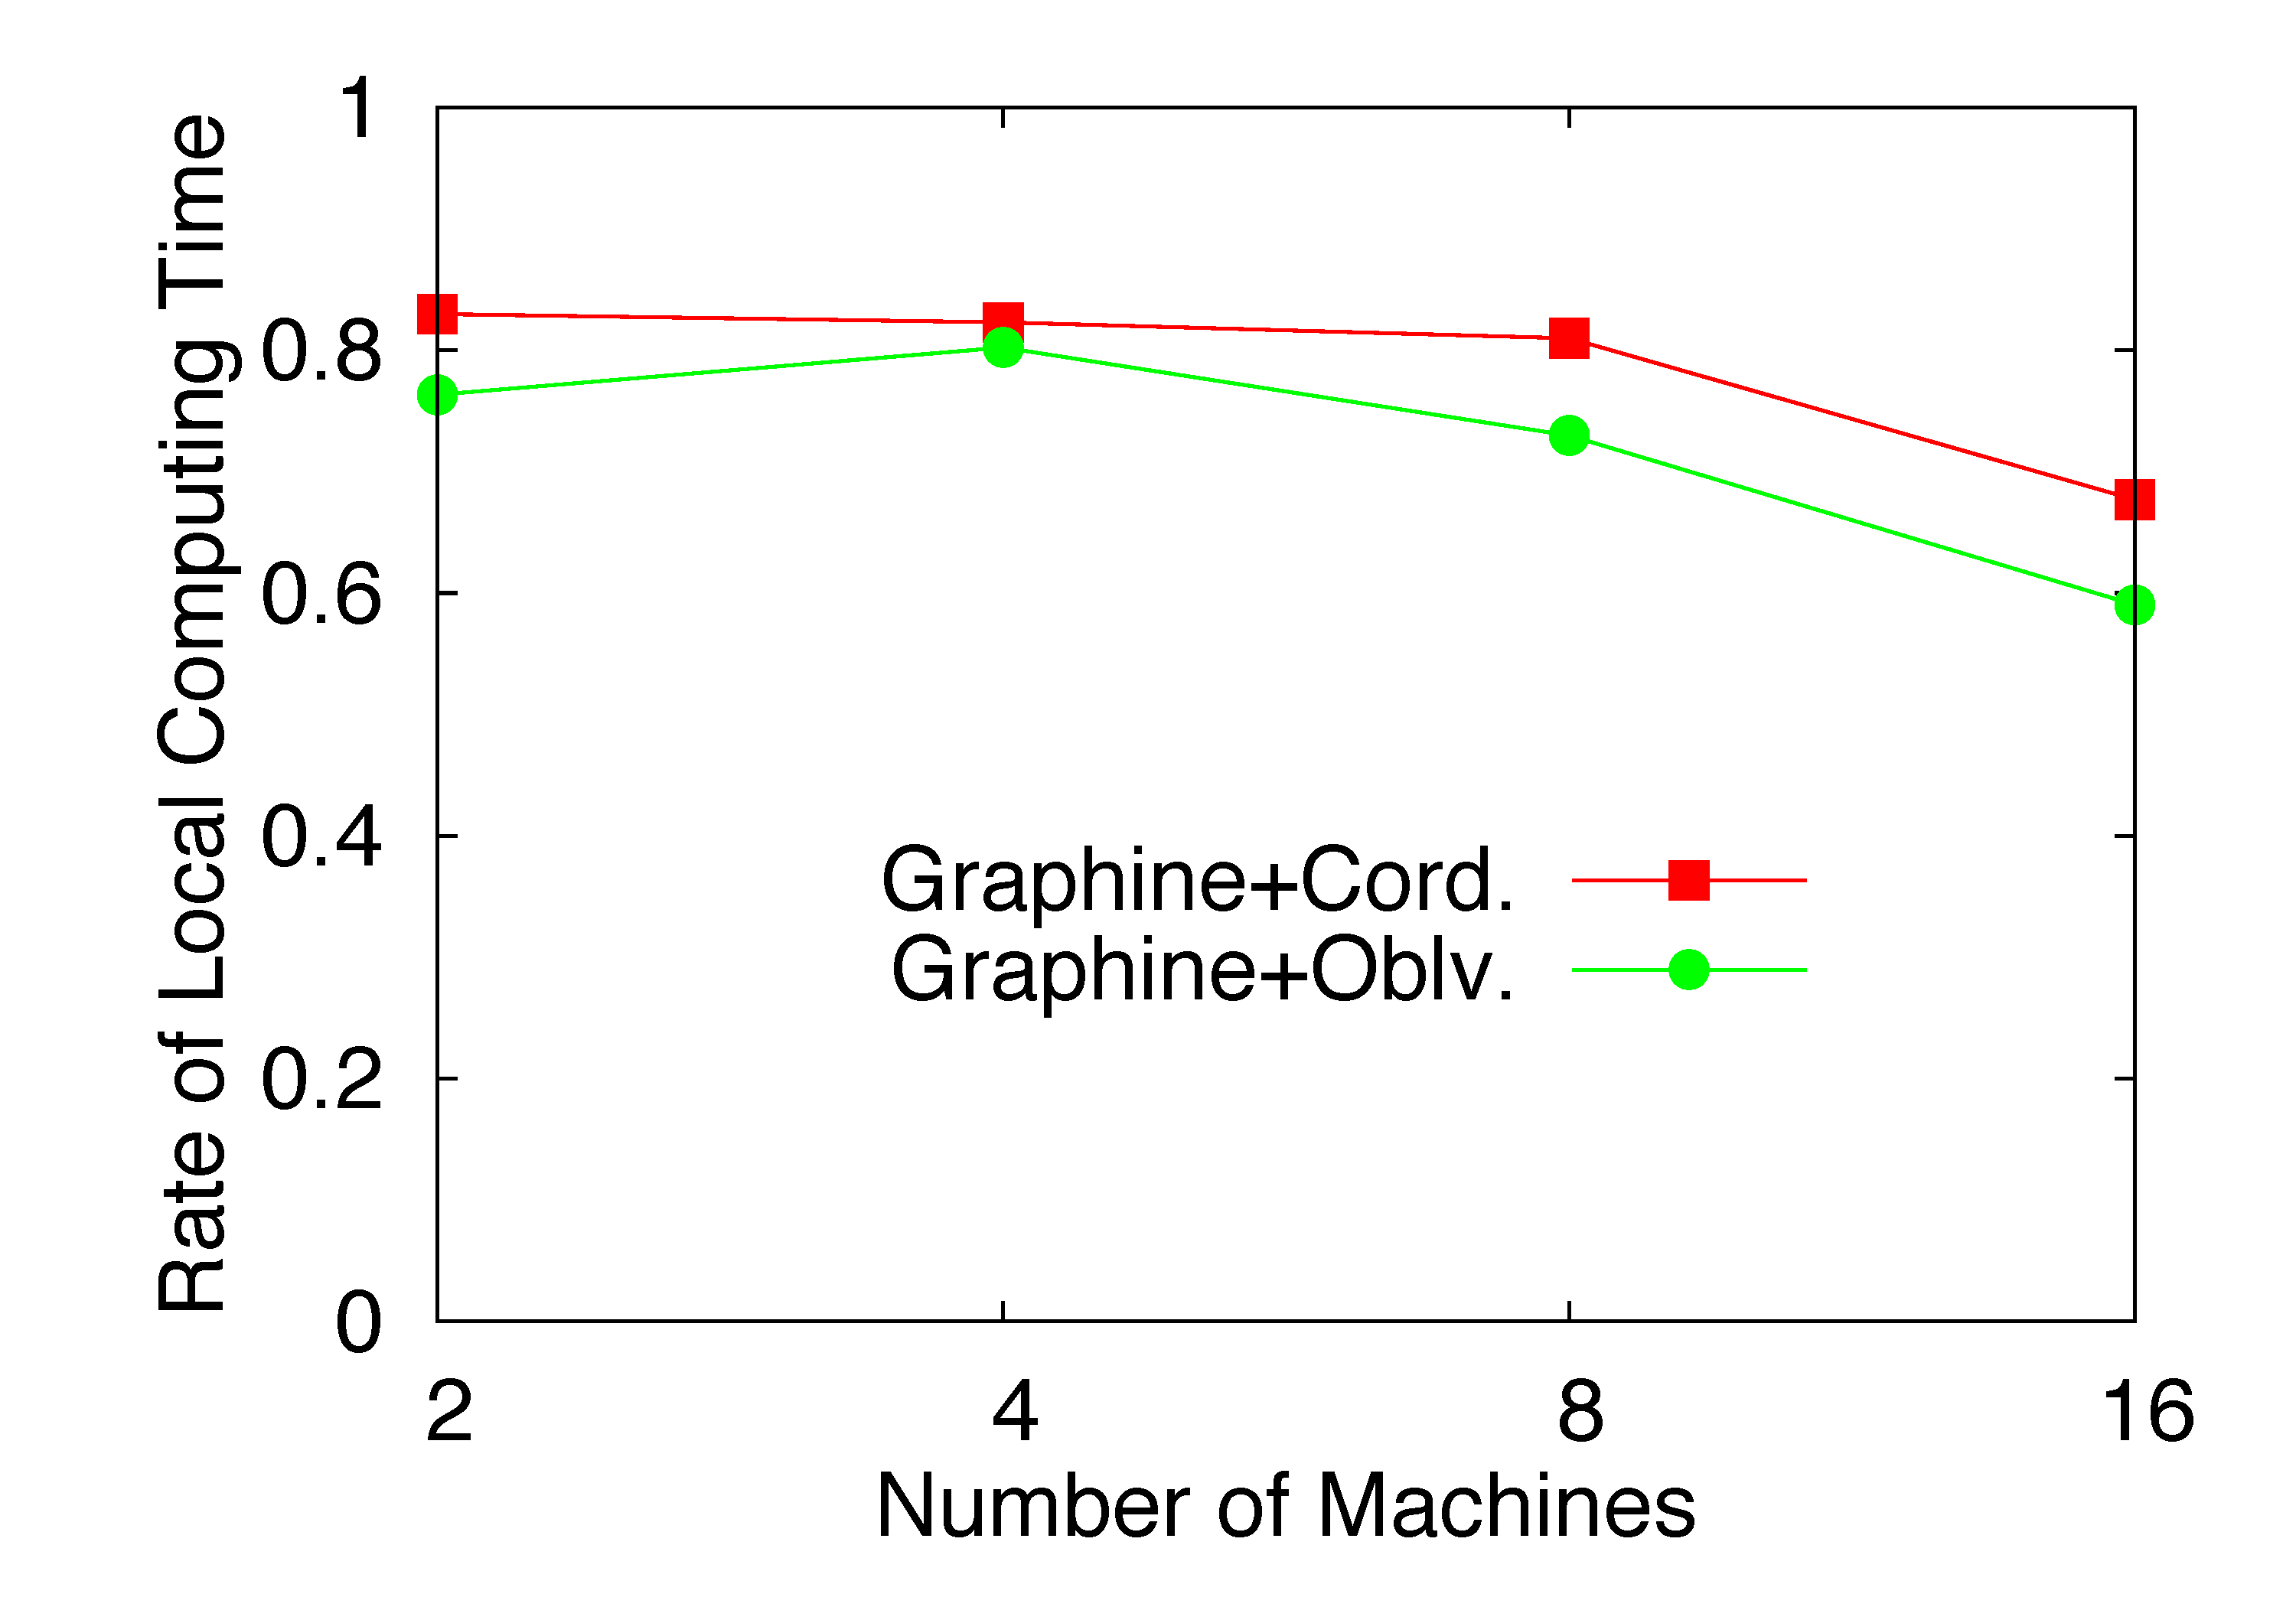 Rate of Local Computing Time
1
0.8
0.6
0.4
0.2
0
Graphine+Cord.
Graphine+Oblv.
2 4 8 16
Number of Machines